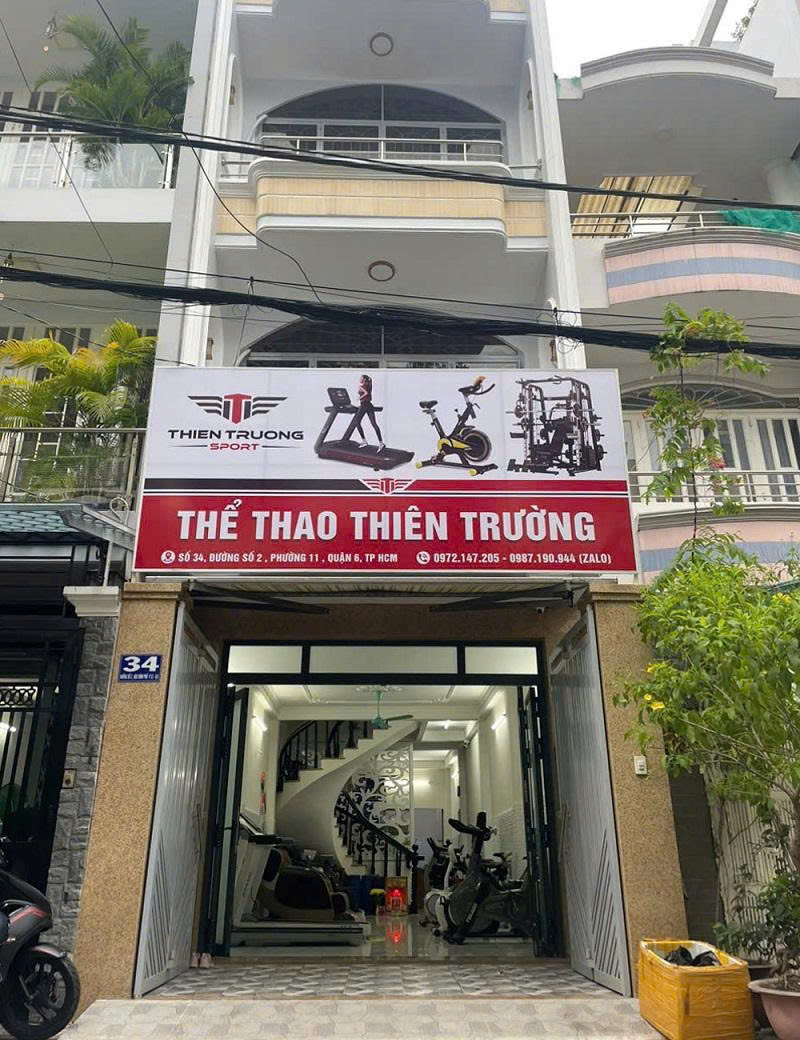 THIEN TRUONG
SPORT
THỂ THAO THIÊN TRƯỜNG
SỐ 34, ĐƯỜNG SỐ 2 , PHƯỜNG 11 , QUẬN 6, TP HCM
0972.147.205 - 0987.190.944 (ZALO)
34